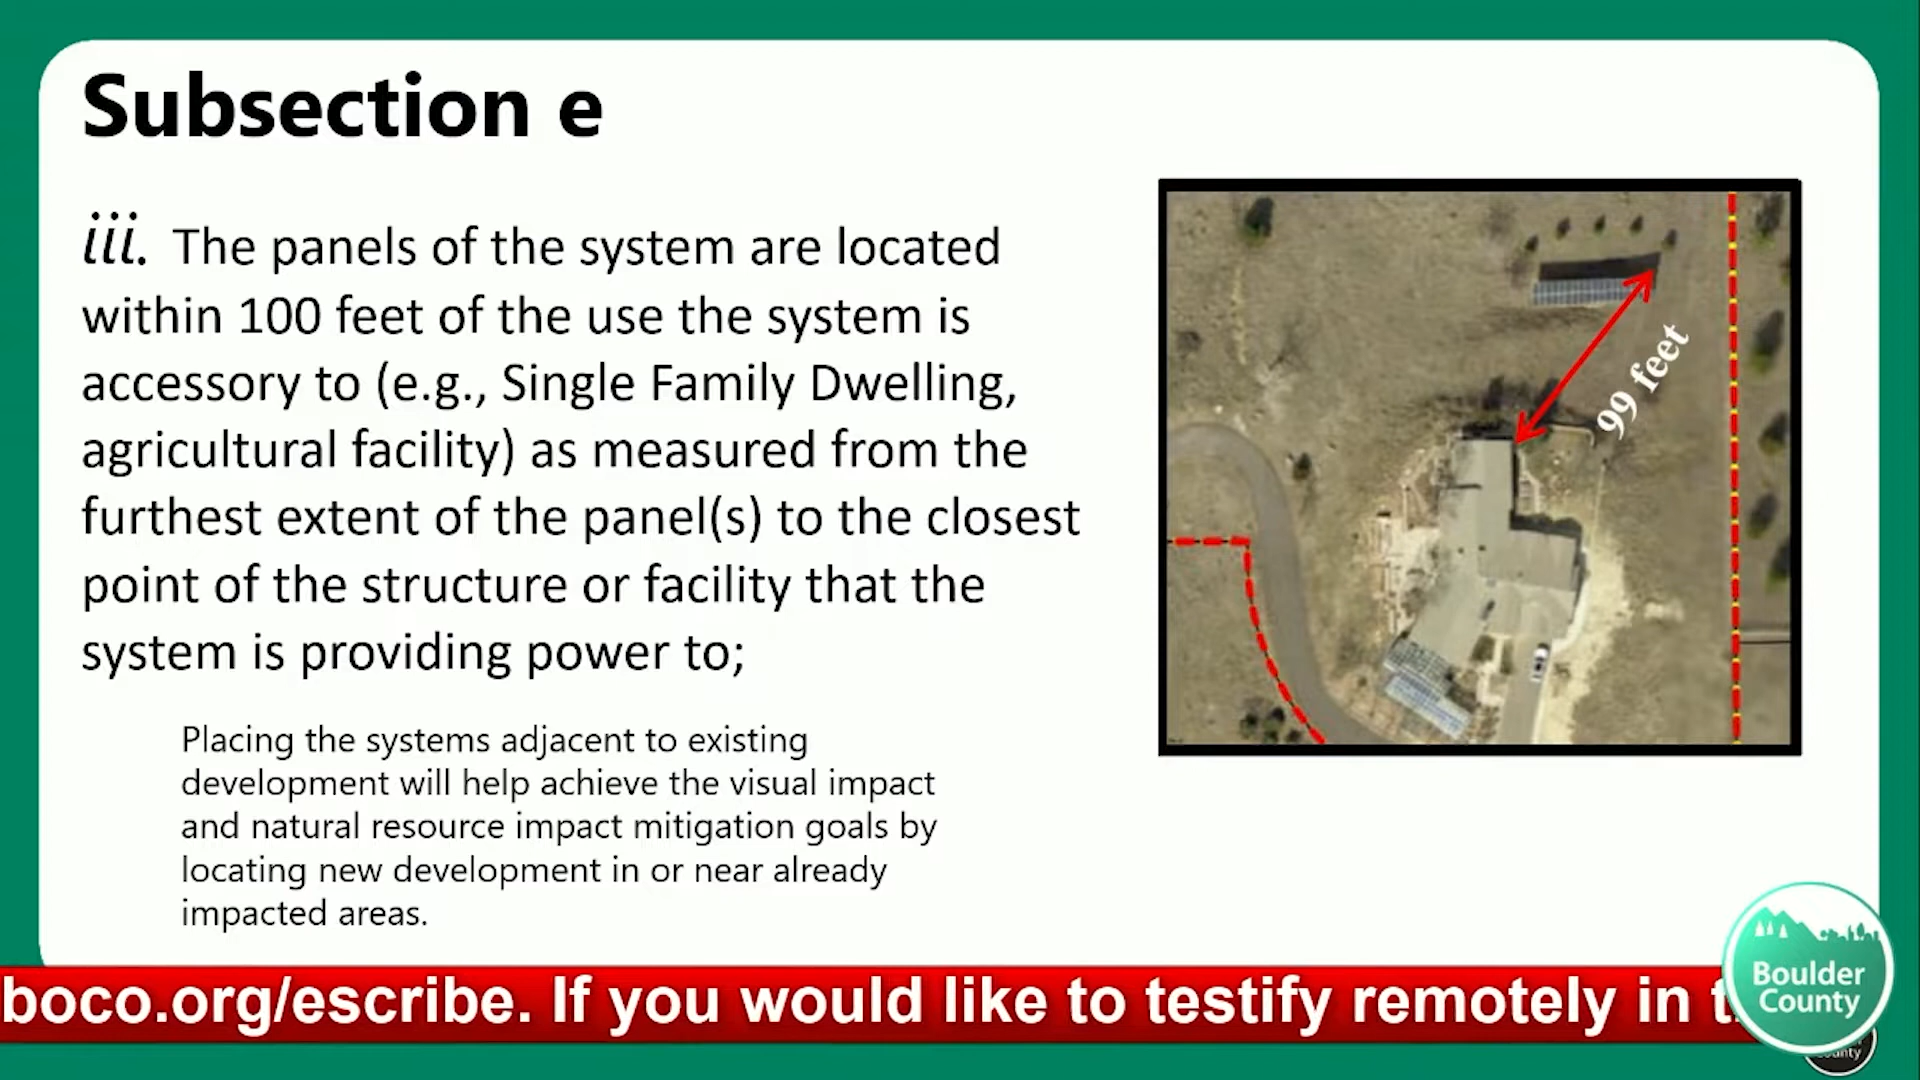 Subsection e
iii. The panels of the system are located
within 100 feet of the use the system is
accessory to (e.g., Single Family Dwelling,
agricultural facility) as measured from the
furthest extent of the panel(s) to the closest
point of the structure or facility that the
system is providing power to;
99 feet
Placing the systems adjacent to existing
development will help achieve the visual impact
and natural resource impact mitigation goals by
locating new development in or near already
impacted areas.
boco.org/escribe. If you would like to testify remotely in
Boulder
County
County